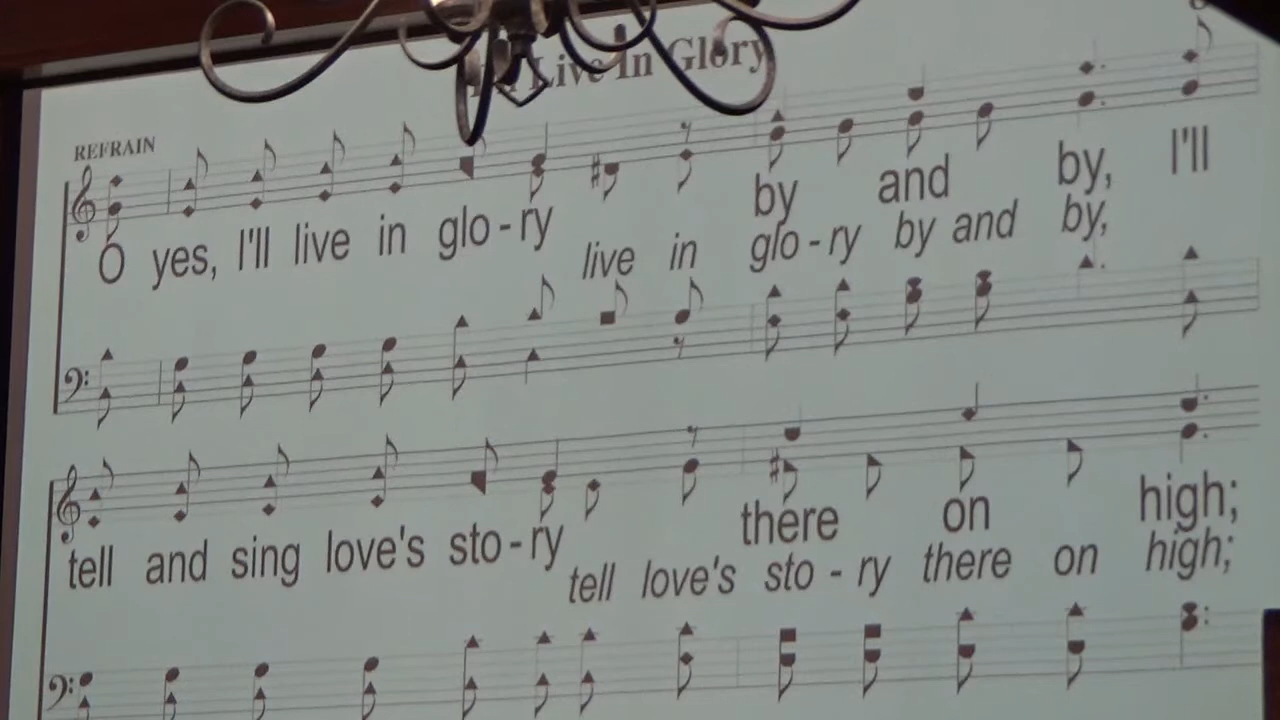 Live In Glory
REFRAIN
O yes, I'll live in glo-ry by and by, I'll
live in glo-ry by and by,
tell and sing love's sto-ry there on high;
tell love's sto-ry there on high;